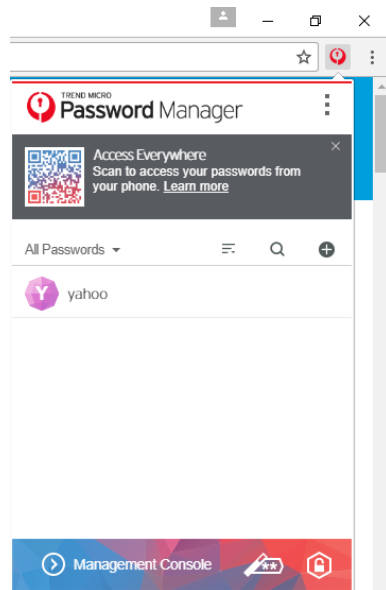 TREND MICRO
Password Manager
Access Everywhere
Scan to access your passwords from
your phone. Learn more
All Passwords
Y yahoo
Management Console
**